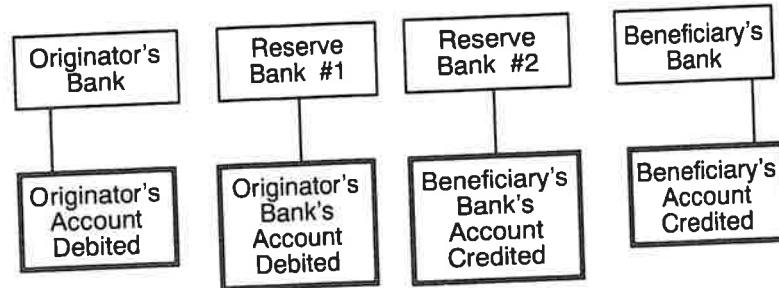 Originator's
Bank
Reserve
Bank #1
Reserve
Bank #2
Beneficiary's
Bank
Originator's
Account
Debited
Originator's
Bank's
Account
Debited
Beneficiary's
Bank's
Account
Credited
Beneficiary's
Account
Credited